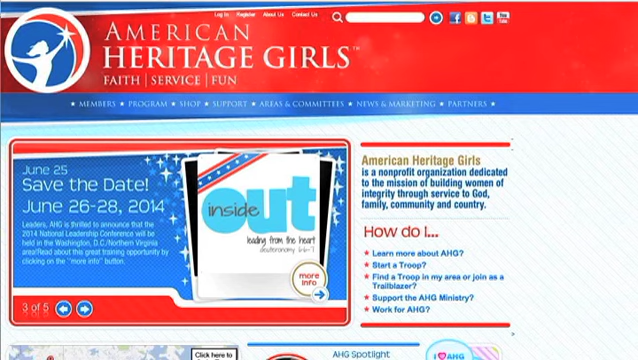 Log In Register About Us Contact Us
AMERICAN
HERITAGE GIRLS™
FAITH | SERVICE | FUN
★ MEMBERS ★ PROGRAM ★ SHOP ★ SUPPORT ★ AREAS & COMMITTEES ★ NEWS & MARKETING ★ PARTNERS ★
June 25
Save the Date!
June 26-28, 2014
Leaders, AHG is thrilled to announce that the
2014 National Leadership Conference will be
held in the Washington, D.C/Northern Virginia
area!Read about this great training opportunity by
clicking on the "more info" button.
3 of 5
inside
out
leading from the heart
deuteronomy 6:6-7
more
info
American Heritage Girls
is a nonprofit organization dedicated
to the mission of building women of
integrity through service to God,
family, community and country.
How do I...
★ Learn more about AHG?
★ Start a Troop?
★ Find a Troop in my area or join as a
Trailblazer?
★ Support the AHG Ministry?
★ Work for AHG?
Click here to
AHG Spotlight
I ♥ AHG